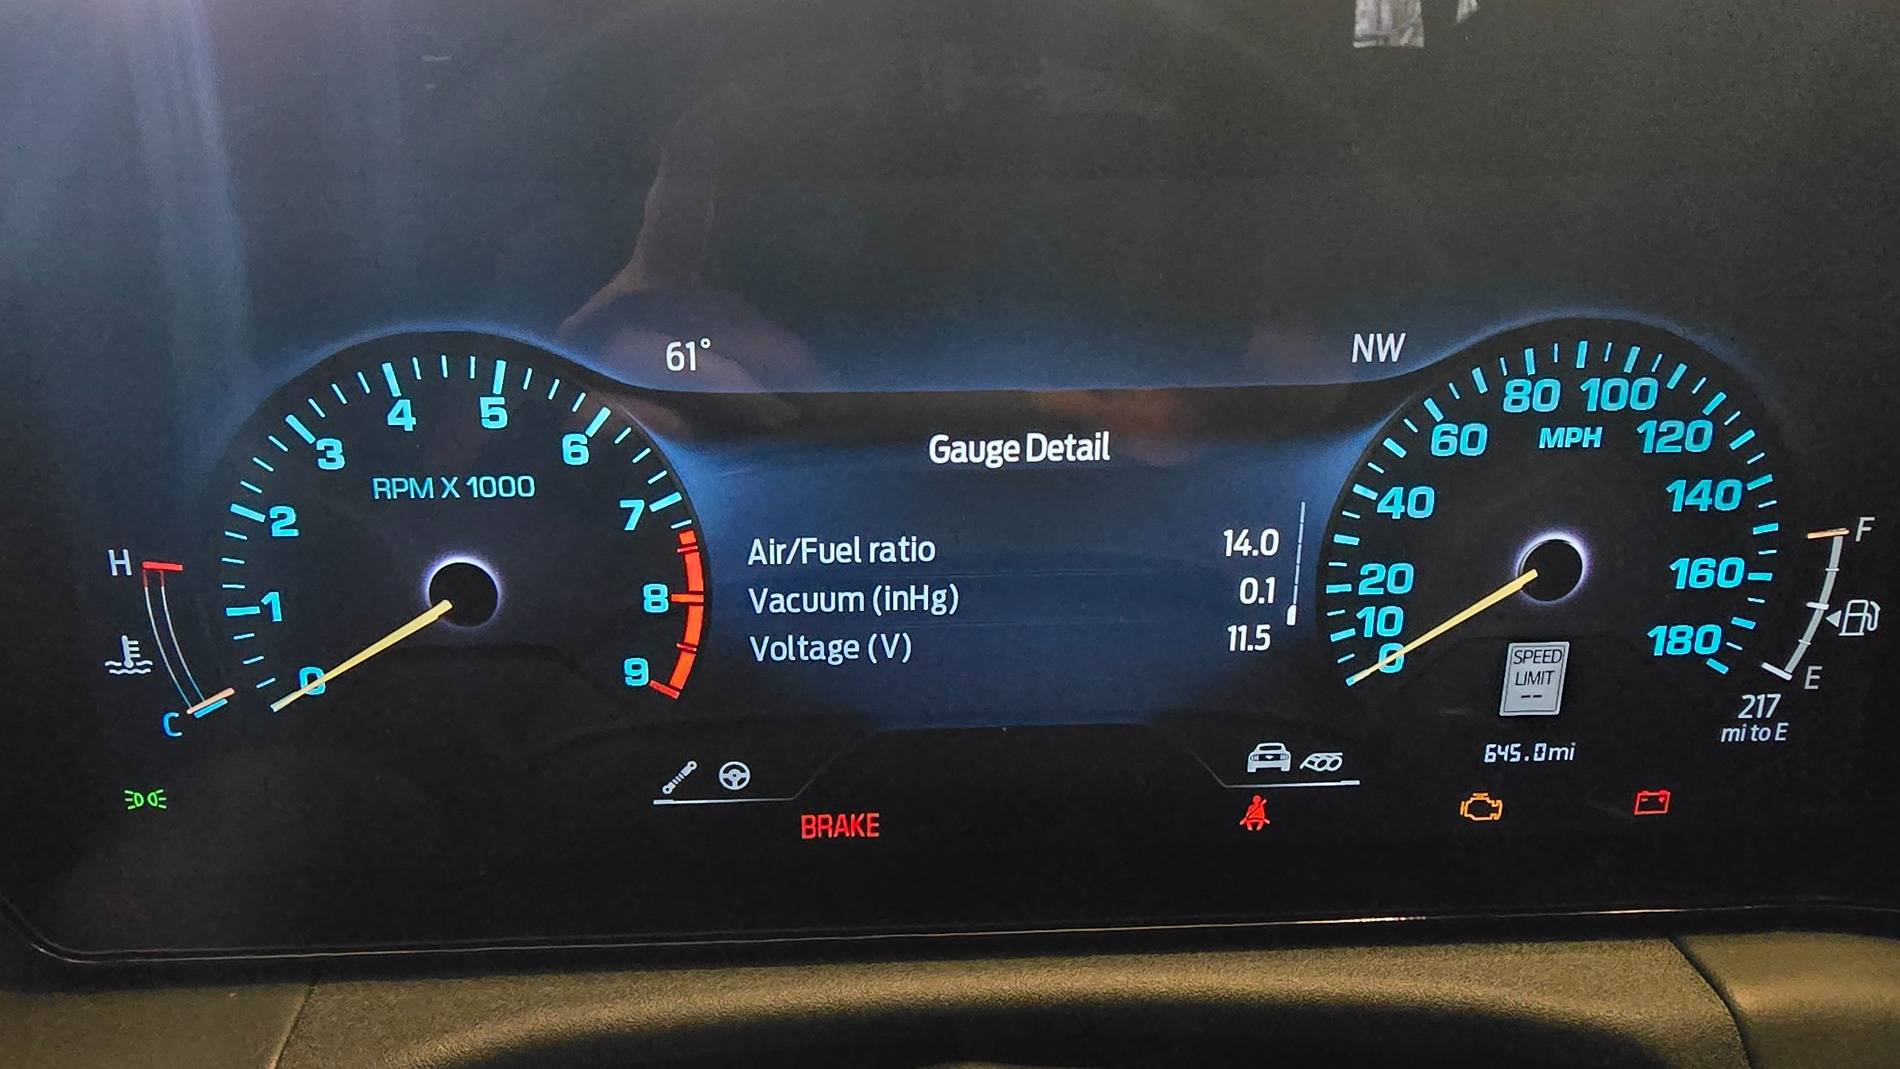 61° NW
Gauge Detail
Air/Fuel ratio 14.0
Vacuum (inHg) 0.1
Voltage (V) 11.5
RPM X 1000
0 1 2 3 4 5 6 7 8 9
H
C
MPH
0 10 20 40 60 80 100 120 140 160 180
SPEED
LIMIT
--
645.0mi
F
E
217
mi to E
BRAKE